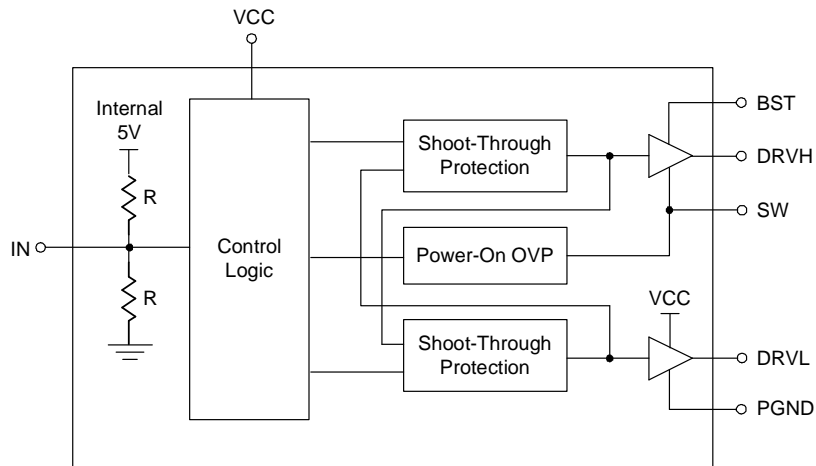 VCC
Internal
5V
R
IN
R
Control
Logic
Shoot-Through
Protection
Power-On OVP
Shoot-Through
Protection
VCC
BST
DRVH
SW
DRVL
PGND